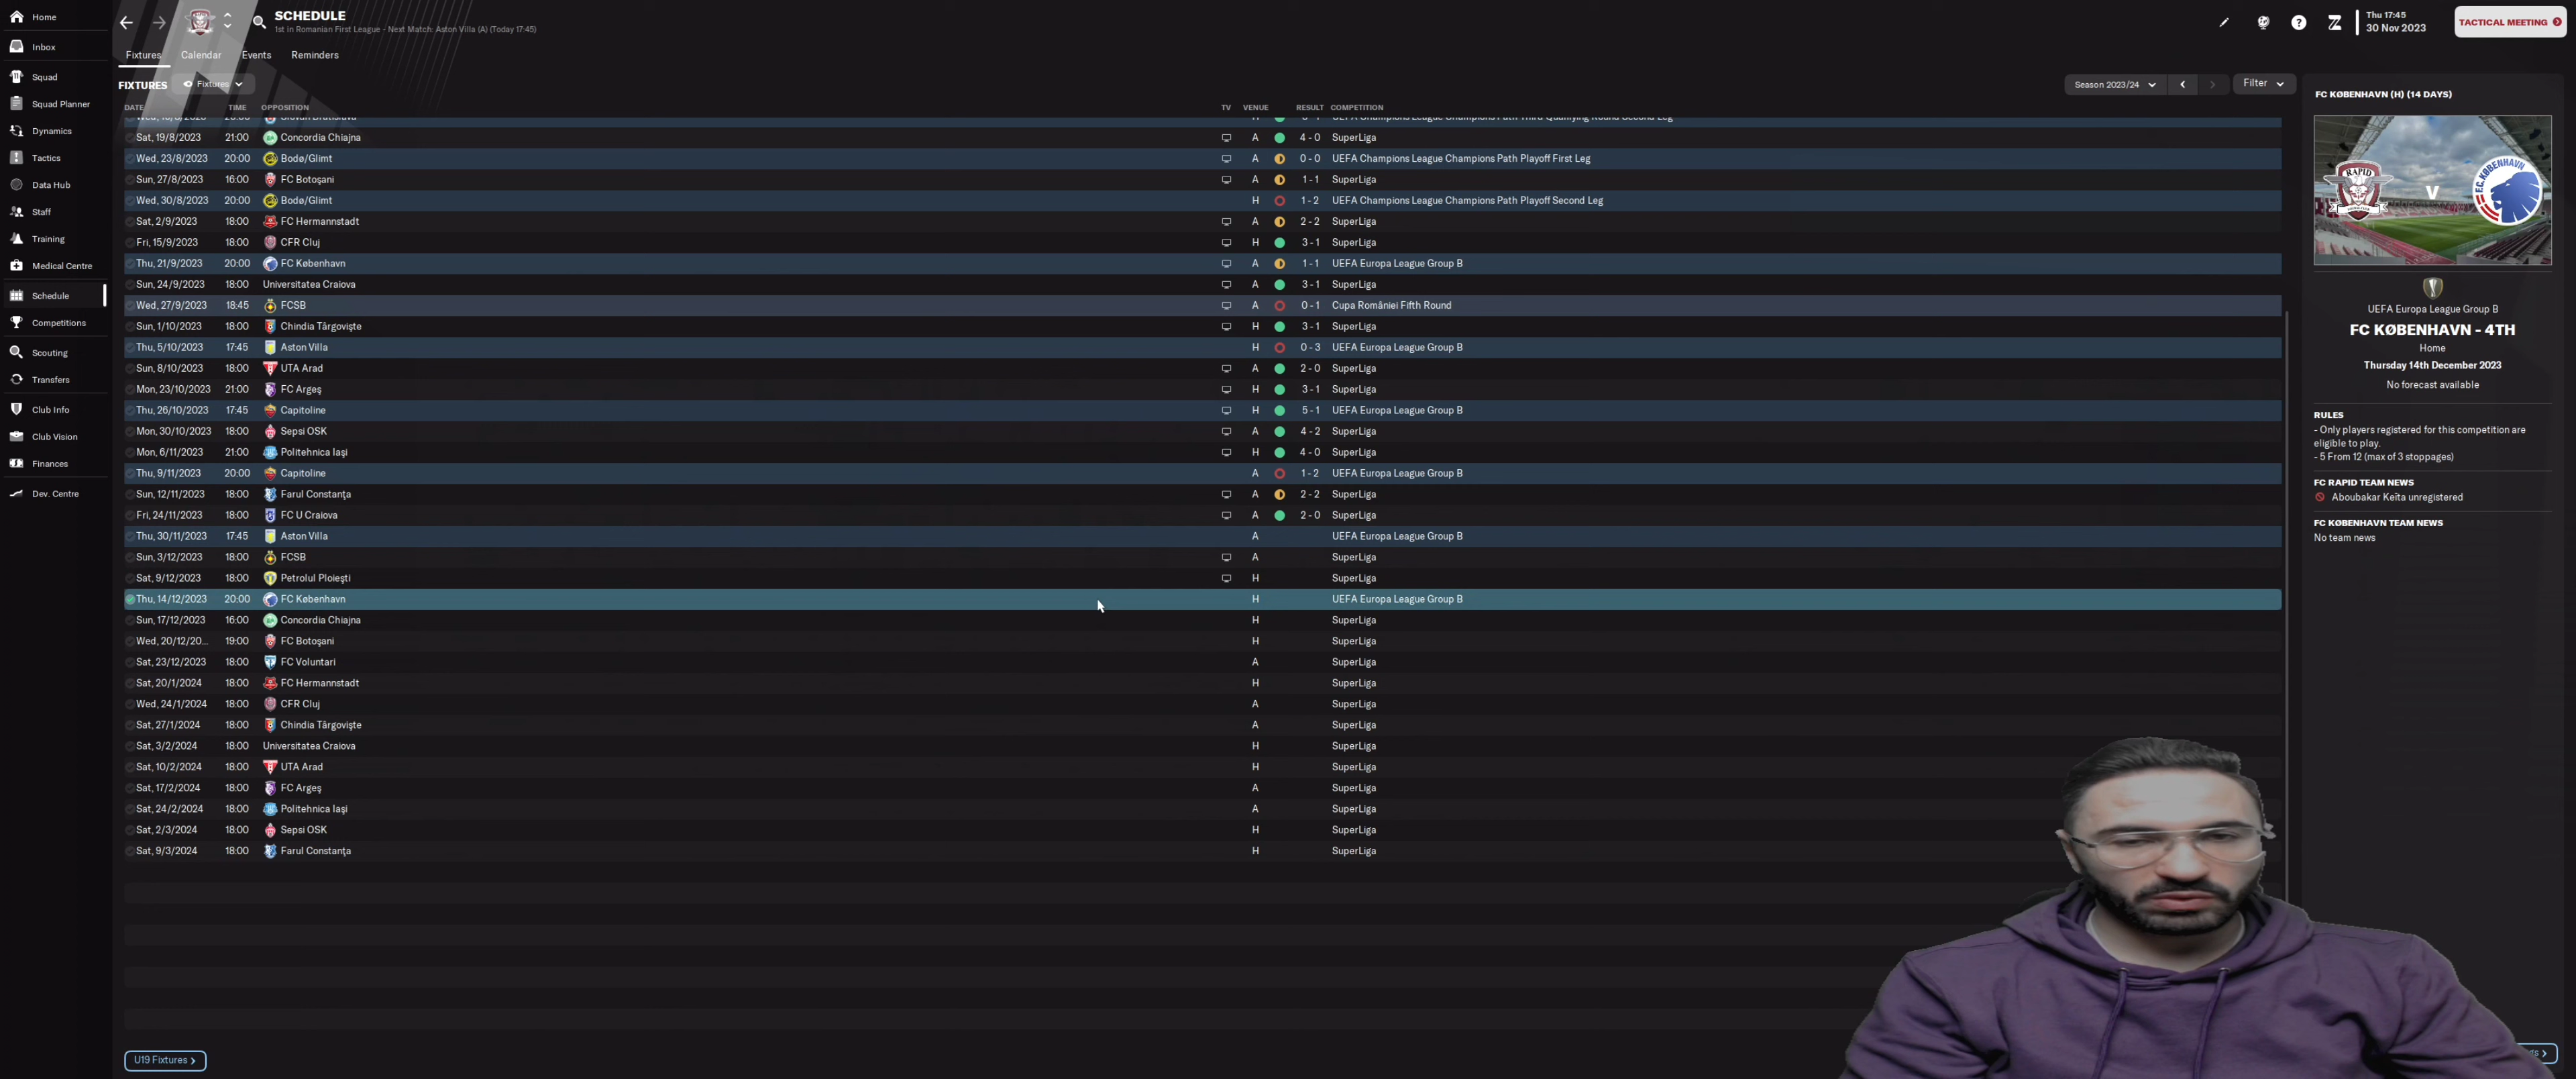 Home
Inbox
Squad
Squad Planner
Dynamics
Tactics
Data Hub
Staff
Training
Medical Centre
Schedule
Competitions
Scouting
Transfers
Club Info
Club Vision
Finances
Dev. Centre
SCHEDULE
1st in Romanian First League - Next Match: Aston Villa (A) (Today 17:45)
Thu 17:45
30 Nov 2023
TACTICAL MEETING
Fixtures Calendar Events Reminders
FIXTURES Fixtures Season 2023/24 Filter
DATE TIME OPPOSITION TV VENUE RESULT COMPETITION
UEFA Champions League Champions Path Third Qualifying Round Second Leg
Sat, 19/8/2023 21:00 Concordia Chiajna A 4 - 0 SuperLiga
Wed, 23/8/2023 20:00 Bodø/Glimt A 0 - 0 UEFA Champions League Champions Path Playoff First Leg
Sun, 27/8/2023 16:00 FC Botoşani A 1 - 1 SuperLiga
Wed, 30/8/2023 20:00 Bodø/Glimt H 1 - 2 UEFA Champions League Champions Path Playoff Second Leg
Sat, 2/9/2023 18:00 FC Hermannstadt A 2 - 2 SuperLiga
Fri, 15/9/2023 18:00 CFR Cluj H 3 - 1 SuperLiga
Thu, 21/9/2023 20:00 FC København A 1 - 1 UEFA Europa League Group B
Sun, 24/9/2023 18:00 Universitatea Craiova A 3 - 1 SuperLiga
Wed, 27/9/2023 18:45 FCSB A 0 - 1 Cupa României Fifth Round
Sun, 1/10/2023 18:00 Chindia Târgovişte H 3 - 1 SuperLiga
Thu, 5/10/2023 17:45 Aston Villa H 0 - 3 UEFA Europa League Group B
Sun, 8/10/2023 18:00 UTA Arad A 2 - 0 SuperLiga
Mon, 23/10/2023 21:00 FC Argeş H 3 - 1 SuperLiga
Thu, 26/10/2023 17:45 Capitoline H 5 - 1 UEFA Europa League Group B
Mon, 30/10/2023 18:00 Sepsi OSK A 4 - 2 SuperLiga
Mon, 6/11/2023 21:00 Politehnica Iaşi H 4 - 0 SuperLiga
Thu, 9/11/2023 20:00 Capitoline A 1 - 2 UEFA Europa League Group B
Sun, 12/11/2023 18:00 Farul Constanţa A 2 - 2 SuperLiga
Fri, 24/11/2023 18:00 FC U Craiova A 2 - 0 SuperLiga
Thu, 30/11/2023 17:45 Aston Villa A UEFA Europa League Group B
Sun, 3/12/2023 18:00 FCSB A SuperLiga
Sat, 9/12/2023 18:00 Petrolul Ploieşti H SuperLiga
Thu, 14/12/2023 20:00 FC København H UEFA Europa League Group B
Sun, 17/12/2023 16:00 Concordia Chiajna H SuperLiga
Wed, 20/12/20... 19:00 FC Botoşani H SuperLiga
Sat, 23/12/2023 18:00 FC Voluntari A SuperLiga
Sat, 20/1/2024 18:00 FC Hermannstadt H SuperLiga
Wed, 24/1/2024 18:00 CFR Cluj A SuperLiga
Sat, 27/1/2024 18:00 Chindia Târgovişte A SuperLiga
Sat, 3/2/2024 18:00 Universitatea Craiova H SuperLiga
Sat, 10/2/2024 18:00 UTA Arad H SuperLiga
Sat, 17/2/2024 18:00 FC Argeş A SuperLiga
Sat, 24/2/2024 18:00 Politehnica Iaşi A SuperLiga
Sat, 2/3/2024 18:00 Sepsi OSK H SuperLiga
Sat, 9/3/2024 18:00 Farul Constanţa H SuperLiga
U19 Fixtures
FC KØBENHAVN (H) (14 DAYS)
RAPID
V
F.C. KØBENHAVN
UEFA Europa League Group B
FC KØBENHAVN - 4TH
Home
Thursday 14th December 2023
No forecast available
RULES
- Only players registered for this competition are
eligible to play.
- 5 From 12 (max of 3 stoppages)
FC RAPID TEAM NEWS
Aboubakar Keïta unregistered
FC KØBENHAVN TEAM NEWS
No team news